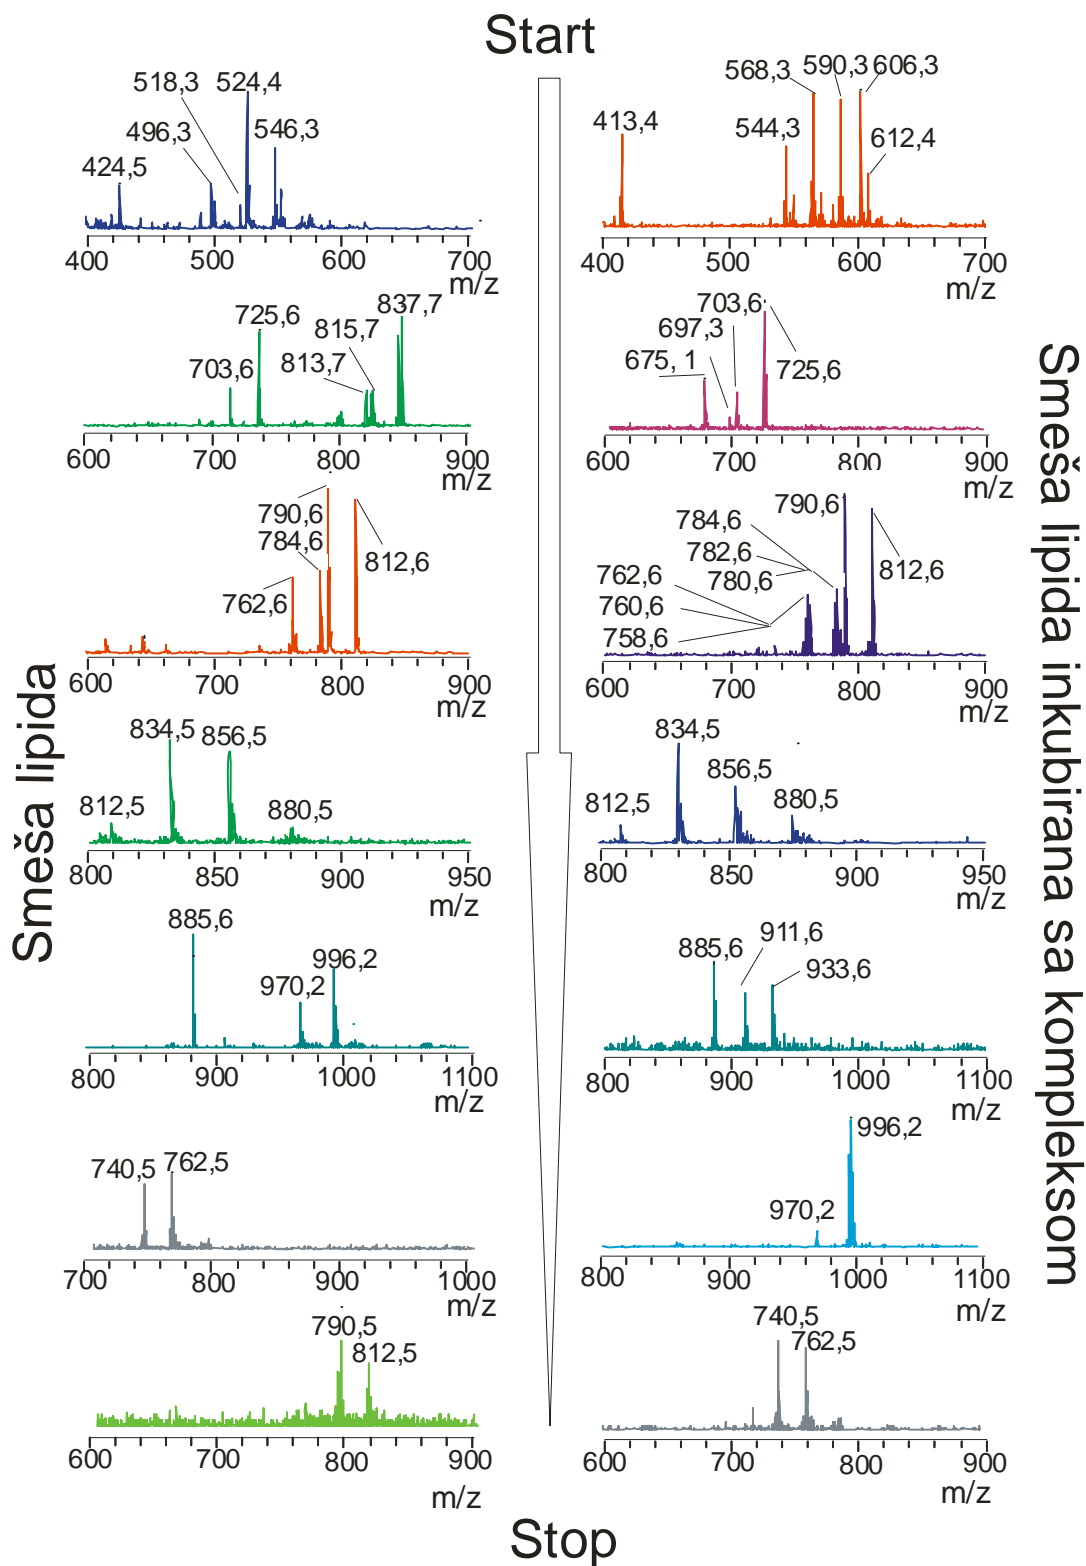 Start
518,3 524,4
496,3 546,3
424,5
400 500 600 700
m/z
568,3 590,3 606,3
413,4 544,3 612,4
400 500 600 700
m/z
837,7
725,6 815,7
703,6 813,7
600 700 800 900
m/z
703,6
697,3
675, 1 725,6
600 700 800 900
m/z
790,6
784,6 812,6
762,6
600 700 800 900
m/z
790,6
784,6
782,6 812,6
762,6 780,6
760,6
758,6
600 700 800 900
m/z
834,5 856,5
812,5 880,5
800 850 900 950
m/z
834,5
856,5
812,5 880,5
800 850 900 950
m/z
885,6
996,2
970,2
800 900 1000 1100
m/z
911,6
885,6 933,6
800 900 1000 1100
m/z
740,5 762,5
700 800 900 1000
m/z
996,2
970,2
800 900 1000 1100
m/z
790,5
812,5
600 700 800 900
m/z
740,5
762,5
600 700 800 900
m/z
Stop
Smeša lipida
Smeša lipida inkubirana sa kompleksom